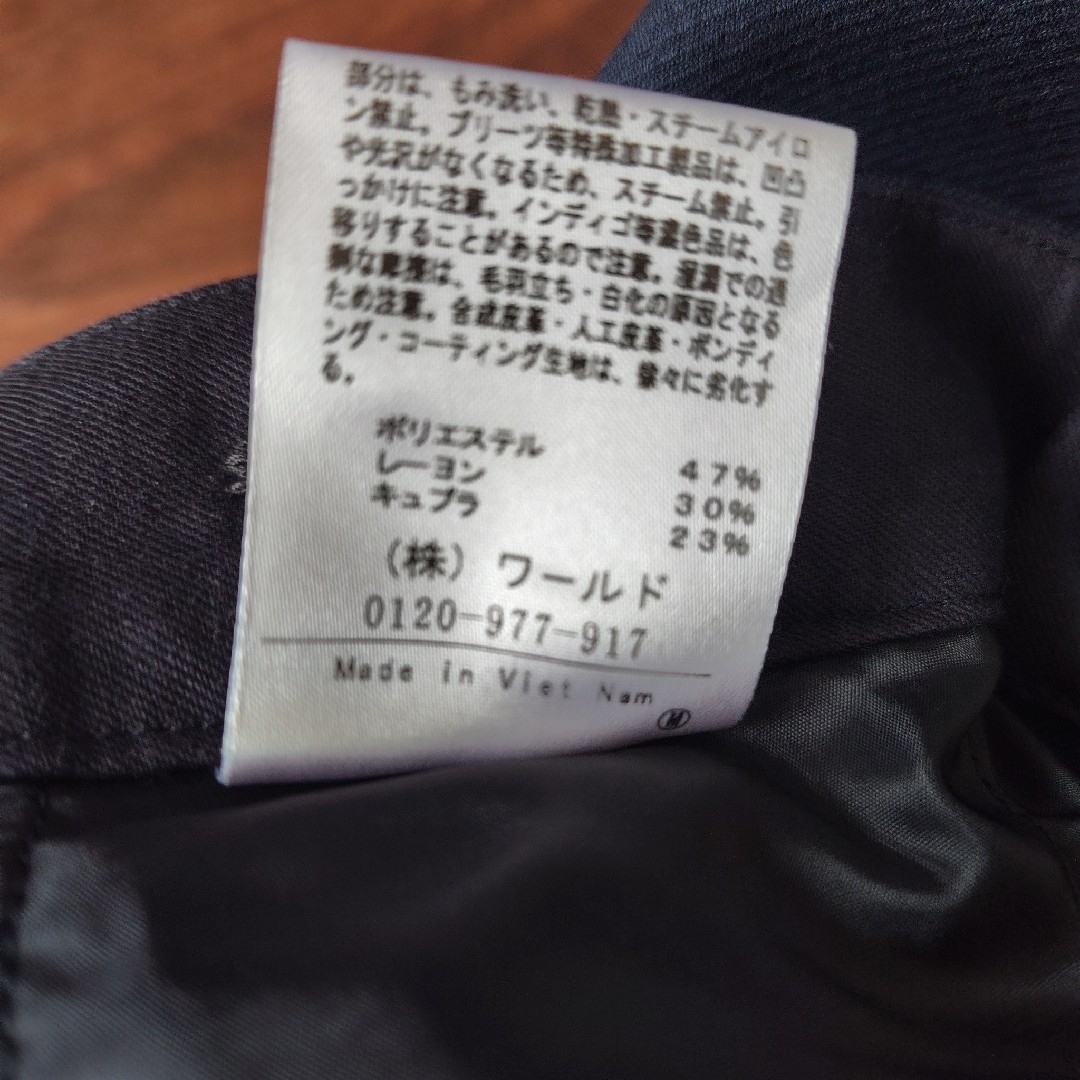 部分は、もみ洗い、乾熱・スチームアイロ
ン禁止。プリーツ等特殊加工製品は、凹凸
や光沢がなくなるため、スチーム禁止。引
っかけに注意。インディゴ等濃色品は、色
移りすることがあるので注意。湿潤での過
剰な摩擦は、毛羽立ち・白化の原因となる
ため注意。合成皮革・人工皮革・ボンディ
ング・コーティング生地は、徐々に劣化す
る。
ポリエステル 47%
レーヨン 30%
キュプラ 23%
(株) ワールド
0120-977-917
Made in Viet Nam
M